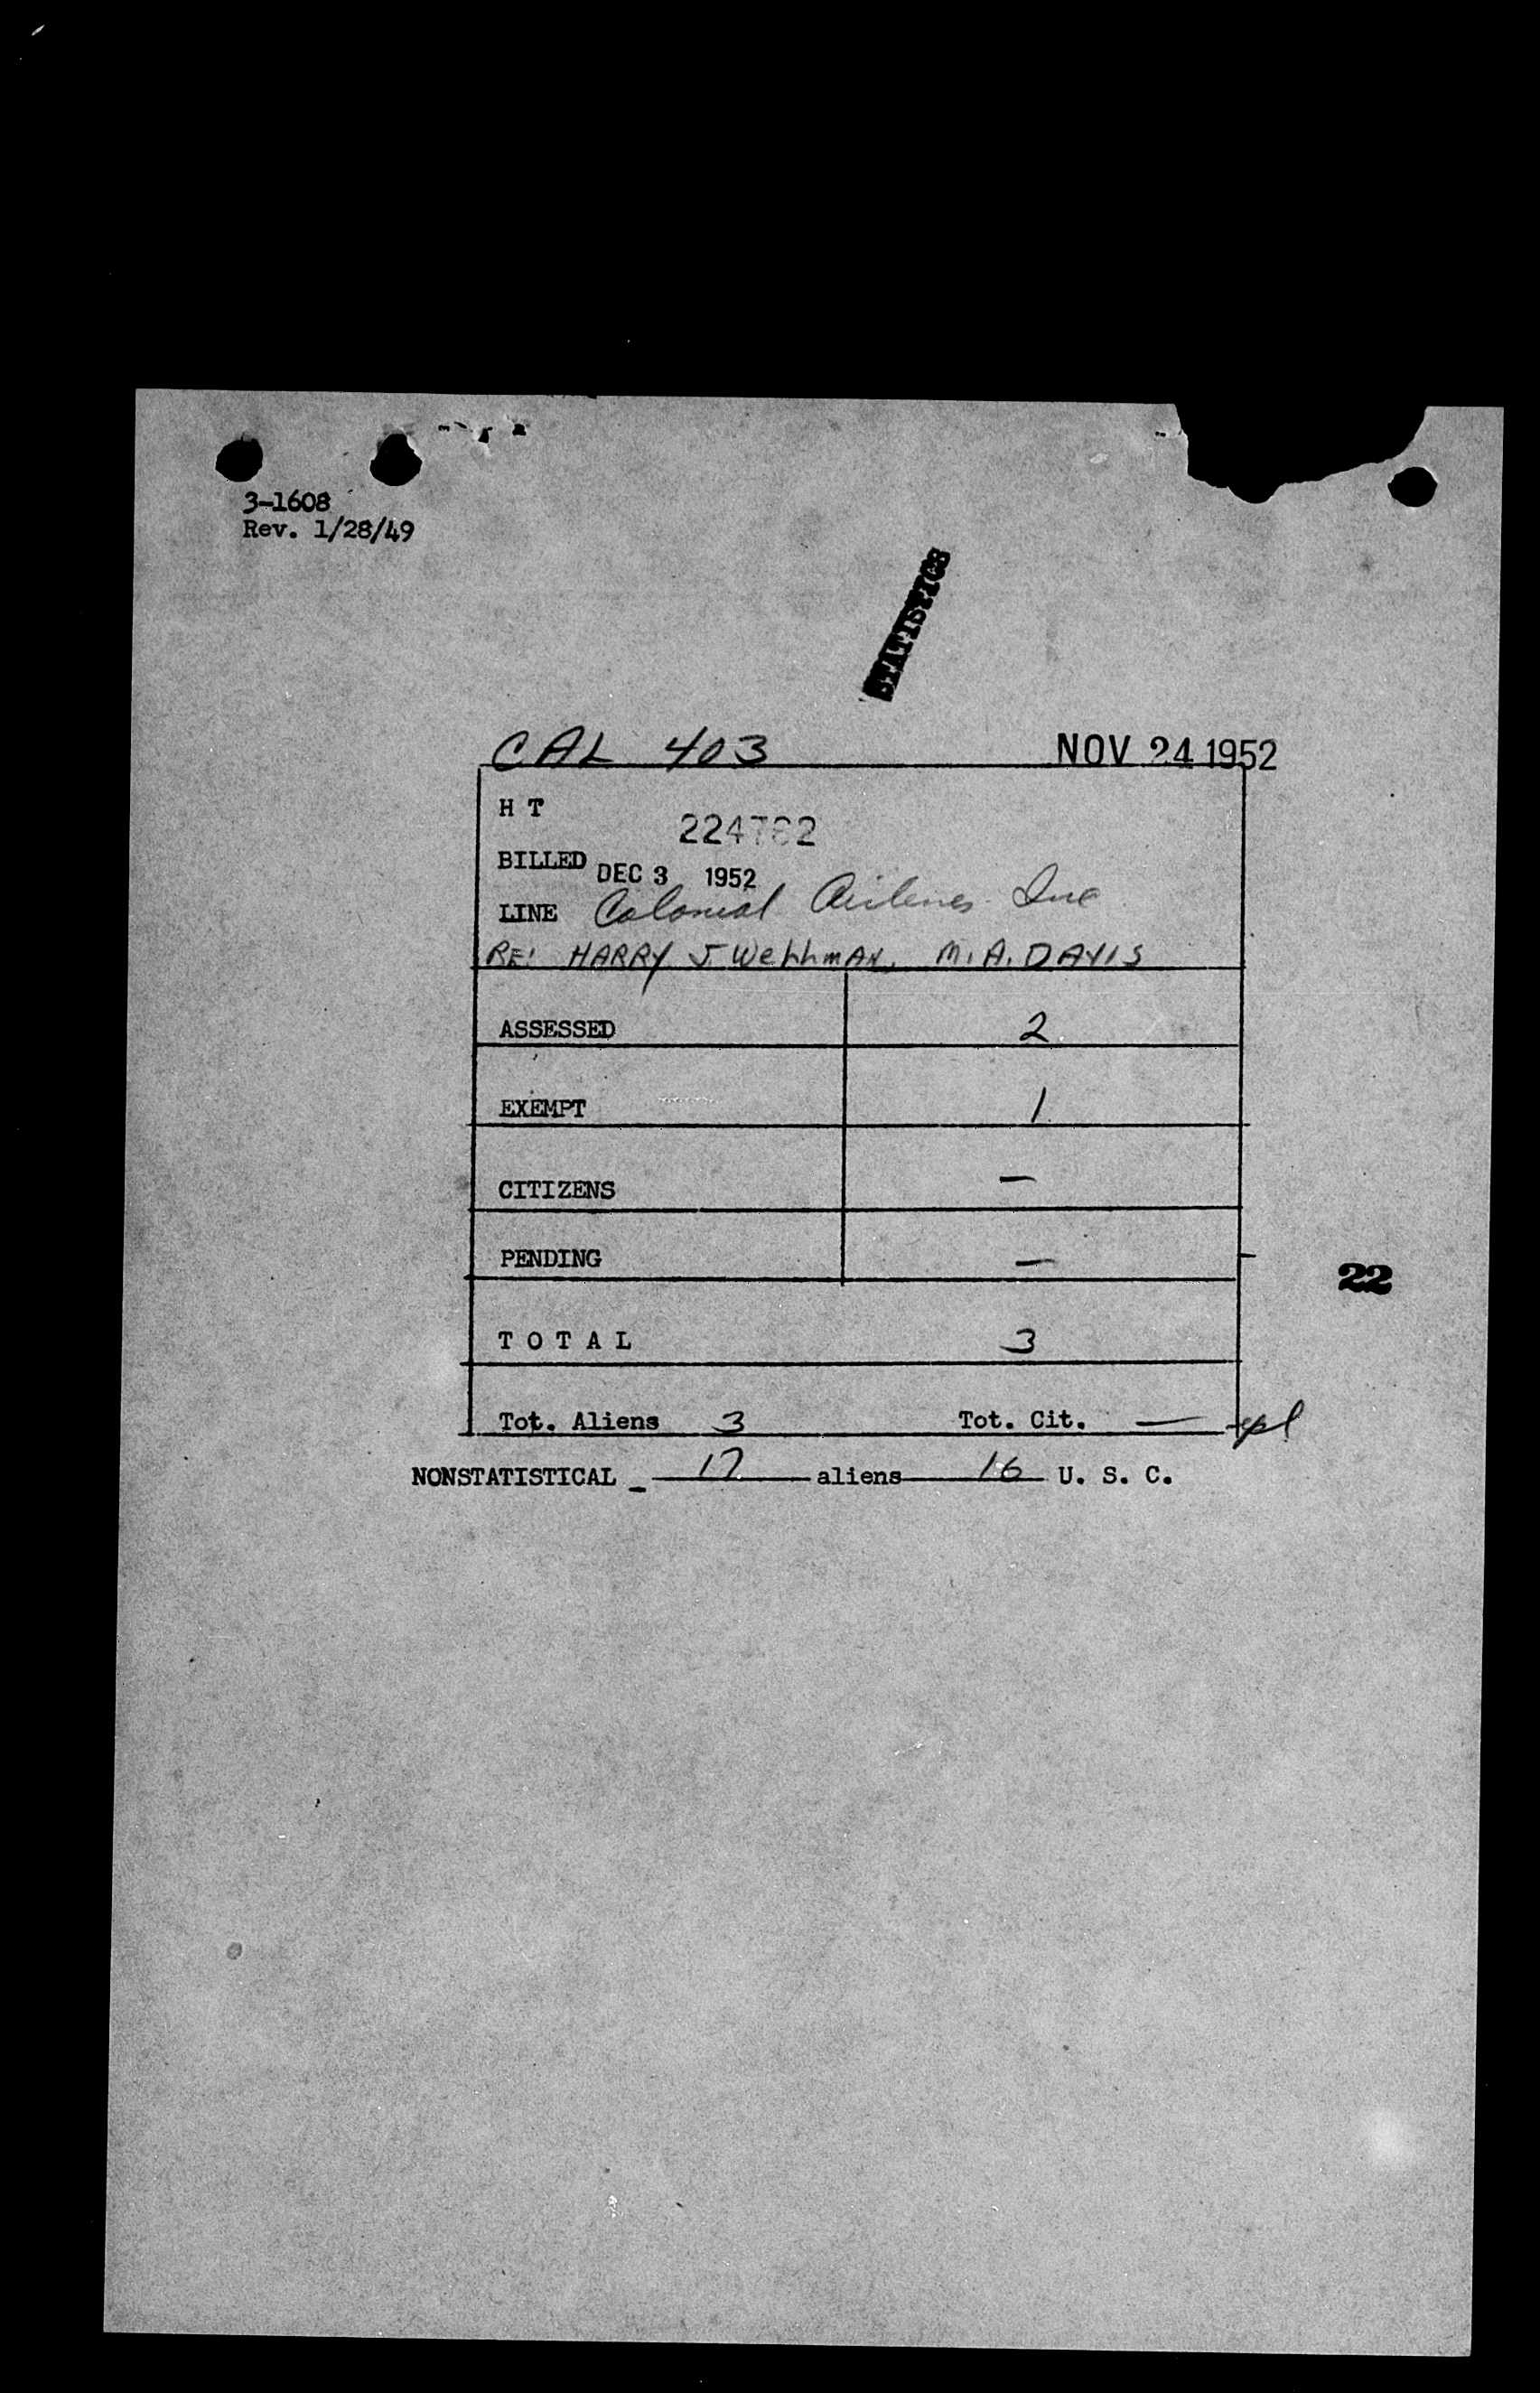 3-1608
Rev. 1/28/49
STATISTICS
CAL 403 NOV 24 1952
H T
BILLED DEC 3 1952
LINE Colonial Airlines Inc
RE: HARRY J M.A. DAVIS
ASSESSED 2
EXEMPT 1
CITIZENS —
PENDING —
22
T O T A L 3
Tot. Aliens 3 Tot. Cit. —
NONSTATISTICAL - 17 aliens 16 U. S. C.